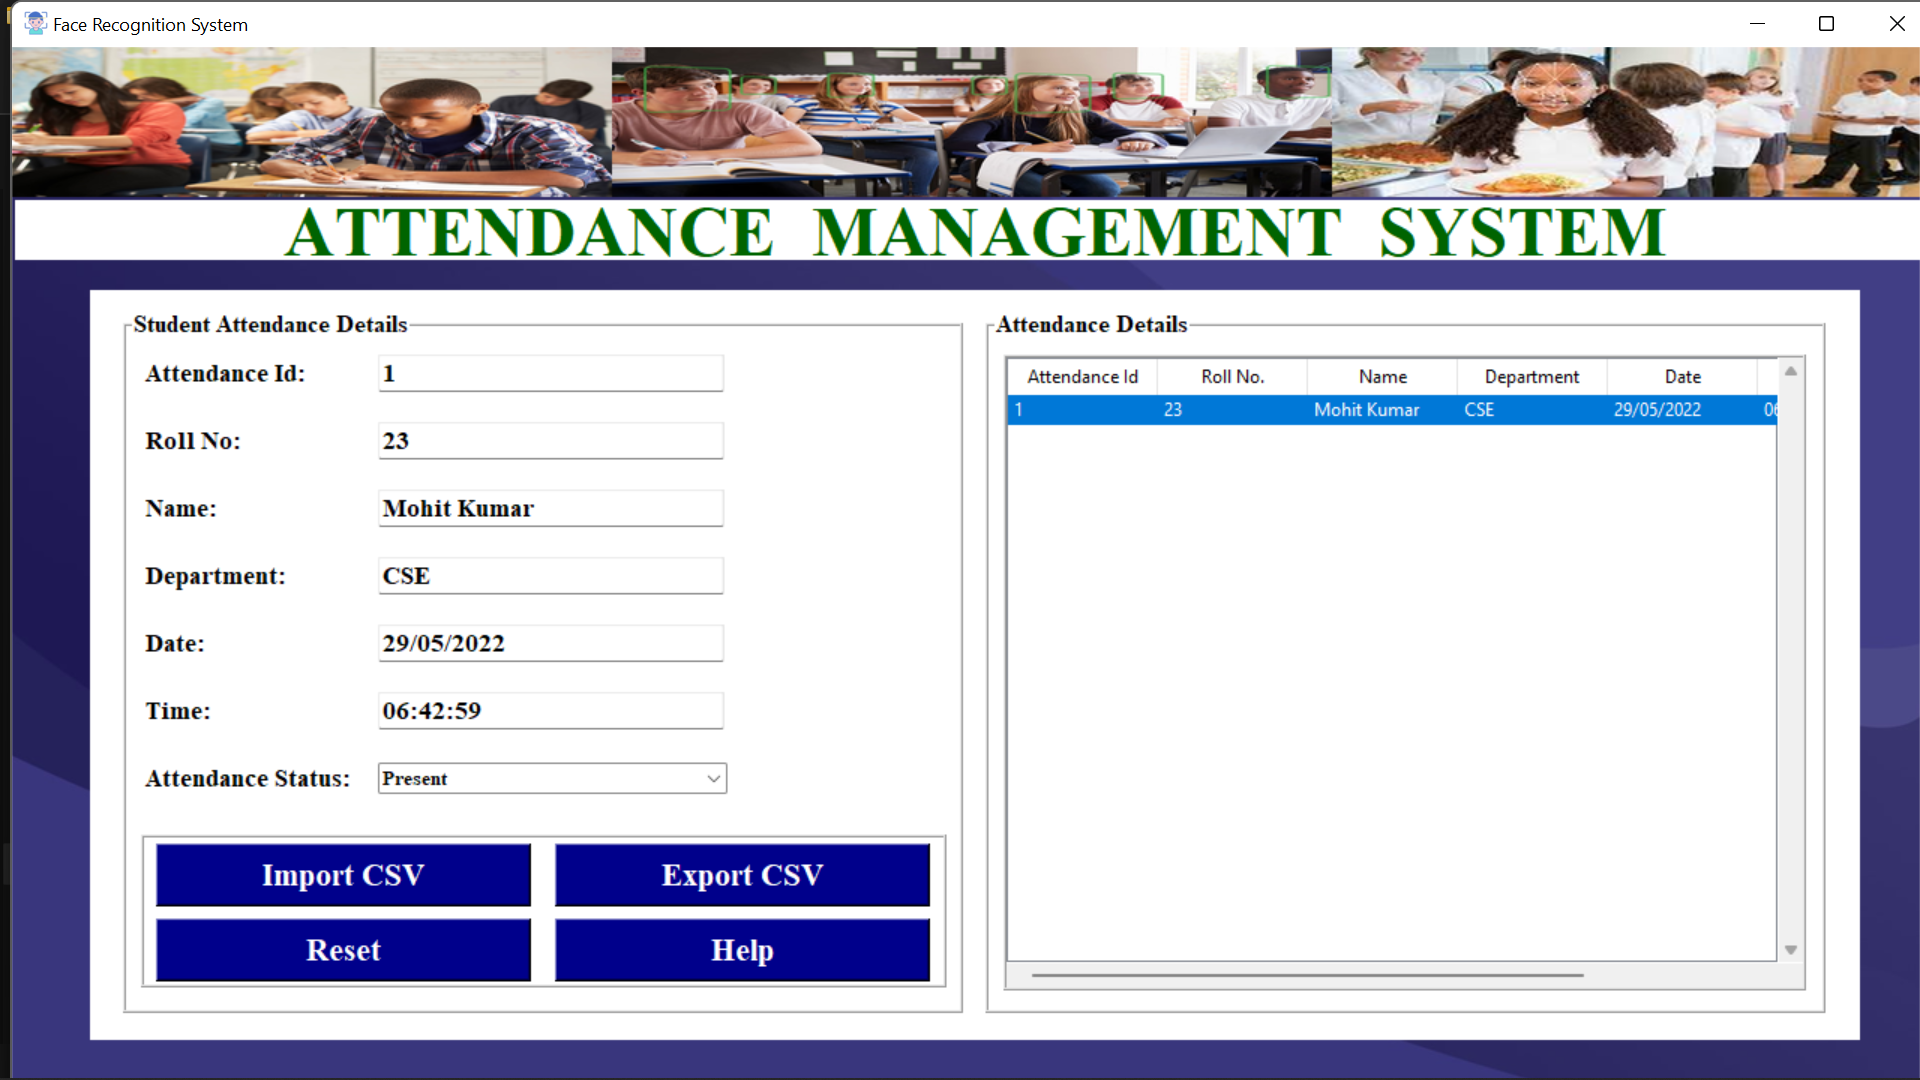 Face Recognition System
ATTENDANCE MANAGEMENT SYSTEM
Student Attendance Details
Attendance Id: 1
Roll No: 23
Name: Mohit Kumar
Department: CSE
Date: 29/05/2022
Time: 06:42:59
Attendance Status: Present
Import CSV Export CSV
Reset Help
Attendance Details
Attendance Id Roll No. Name Department Date
1 23 Mohit Kumar CSE 29/05/2022